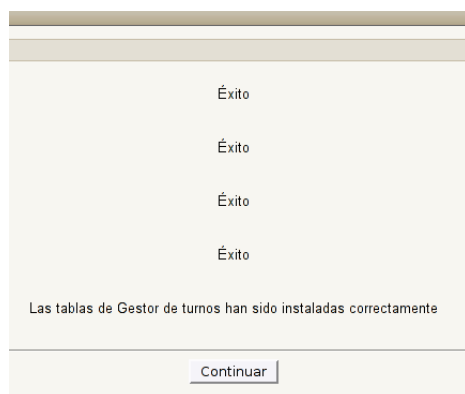 Éxito
Éxito
Éxito
Éxito
Las tablas de Gestor de turnos han sido instaladas correctamente
Continuar